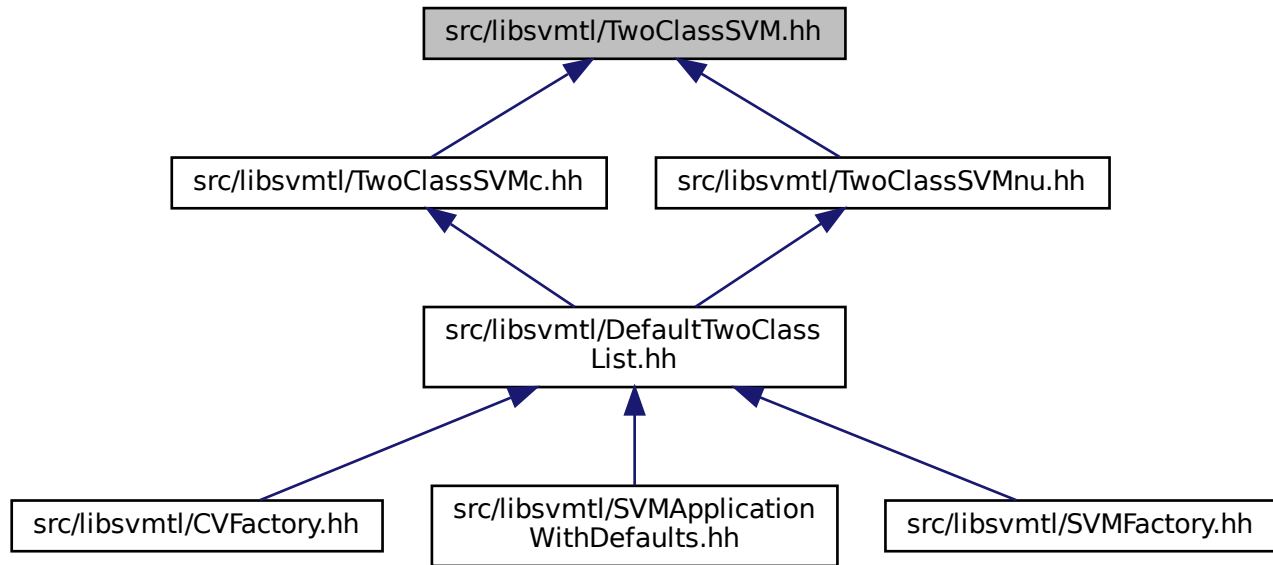 src/libsvmtl/TwoClassSVM.hh
src/libsvmtl/TwoClassSVMc.hh
src/libsvmtl/TwoClassSVMnu.hh
src/libsvmtl/DefaultTwoClass
List.hh
src/libsvmtl/CVFactory.hh
src/libsvmtl/SVMApplication
WithDefaults.hh
src/libsvmtl/SVMFactory.hh